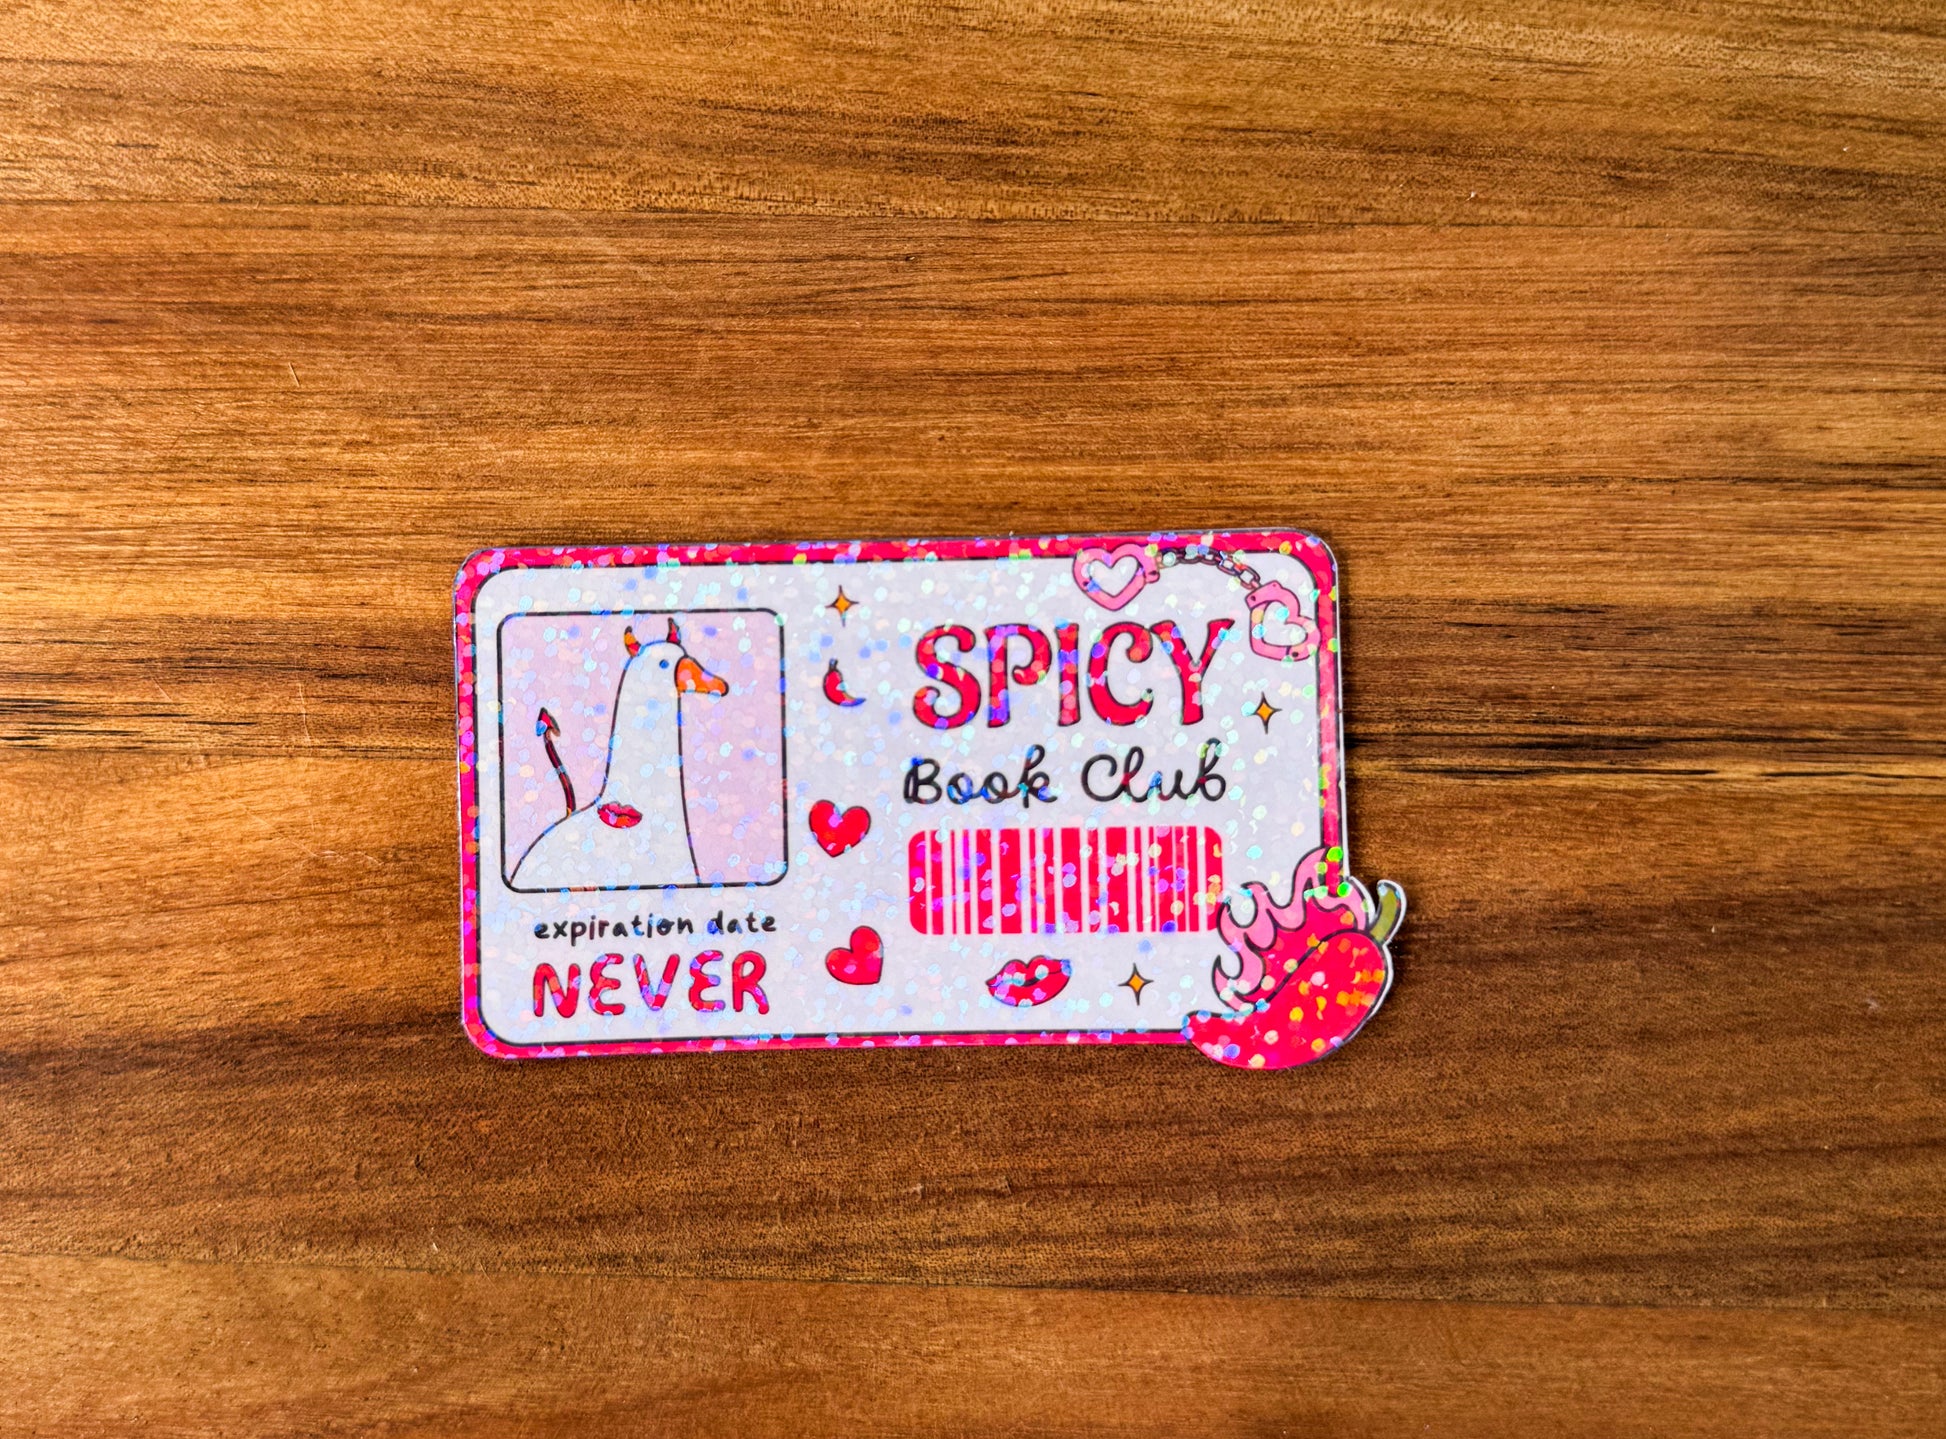 SPICY
Book Club
expiration date
NEVER